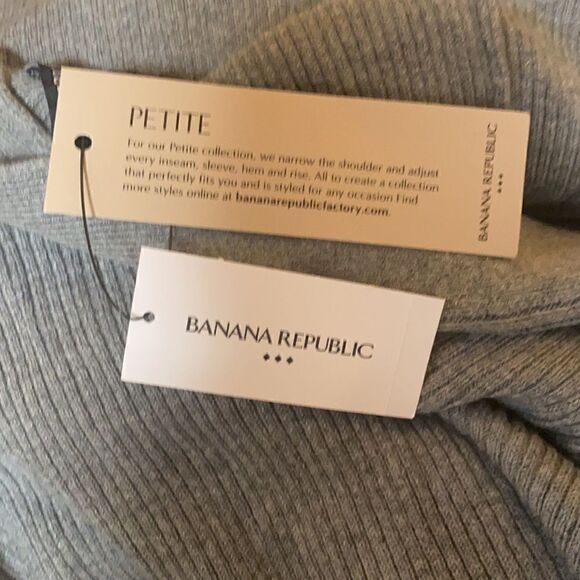 PETITE
For our Petite collection, we narrow the shoulder and adjust
every inseam, sleeve, hem and rise. All to create a collection
that perfectly fits you and is styled for any occasion Find
more styles online at bananarepublicfactory.com.
BANANA REPUBLIC
BANANA REPUBLIC